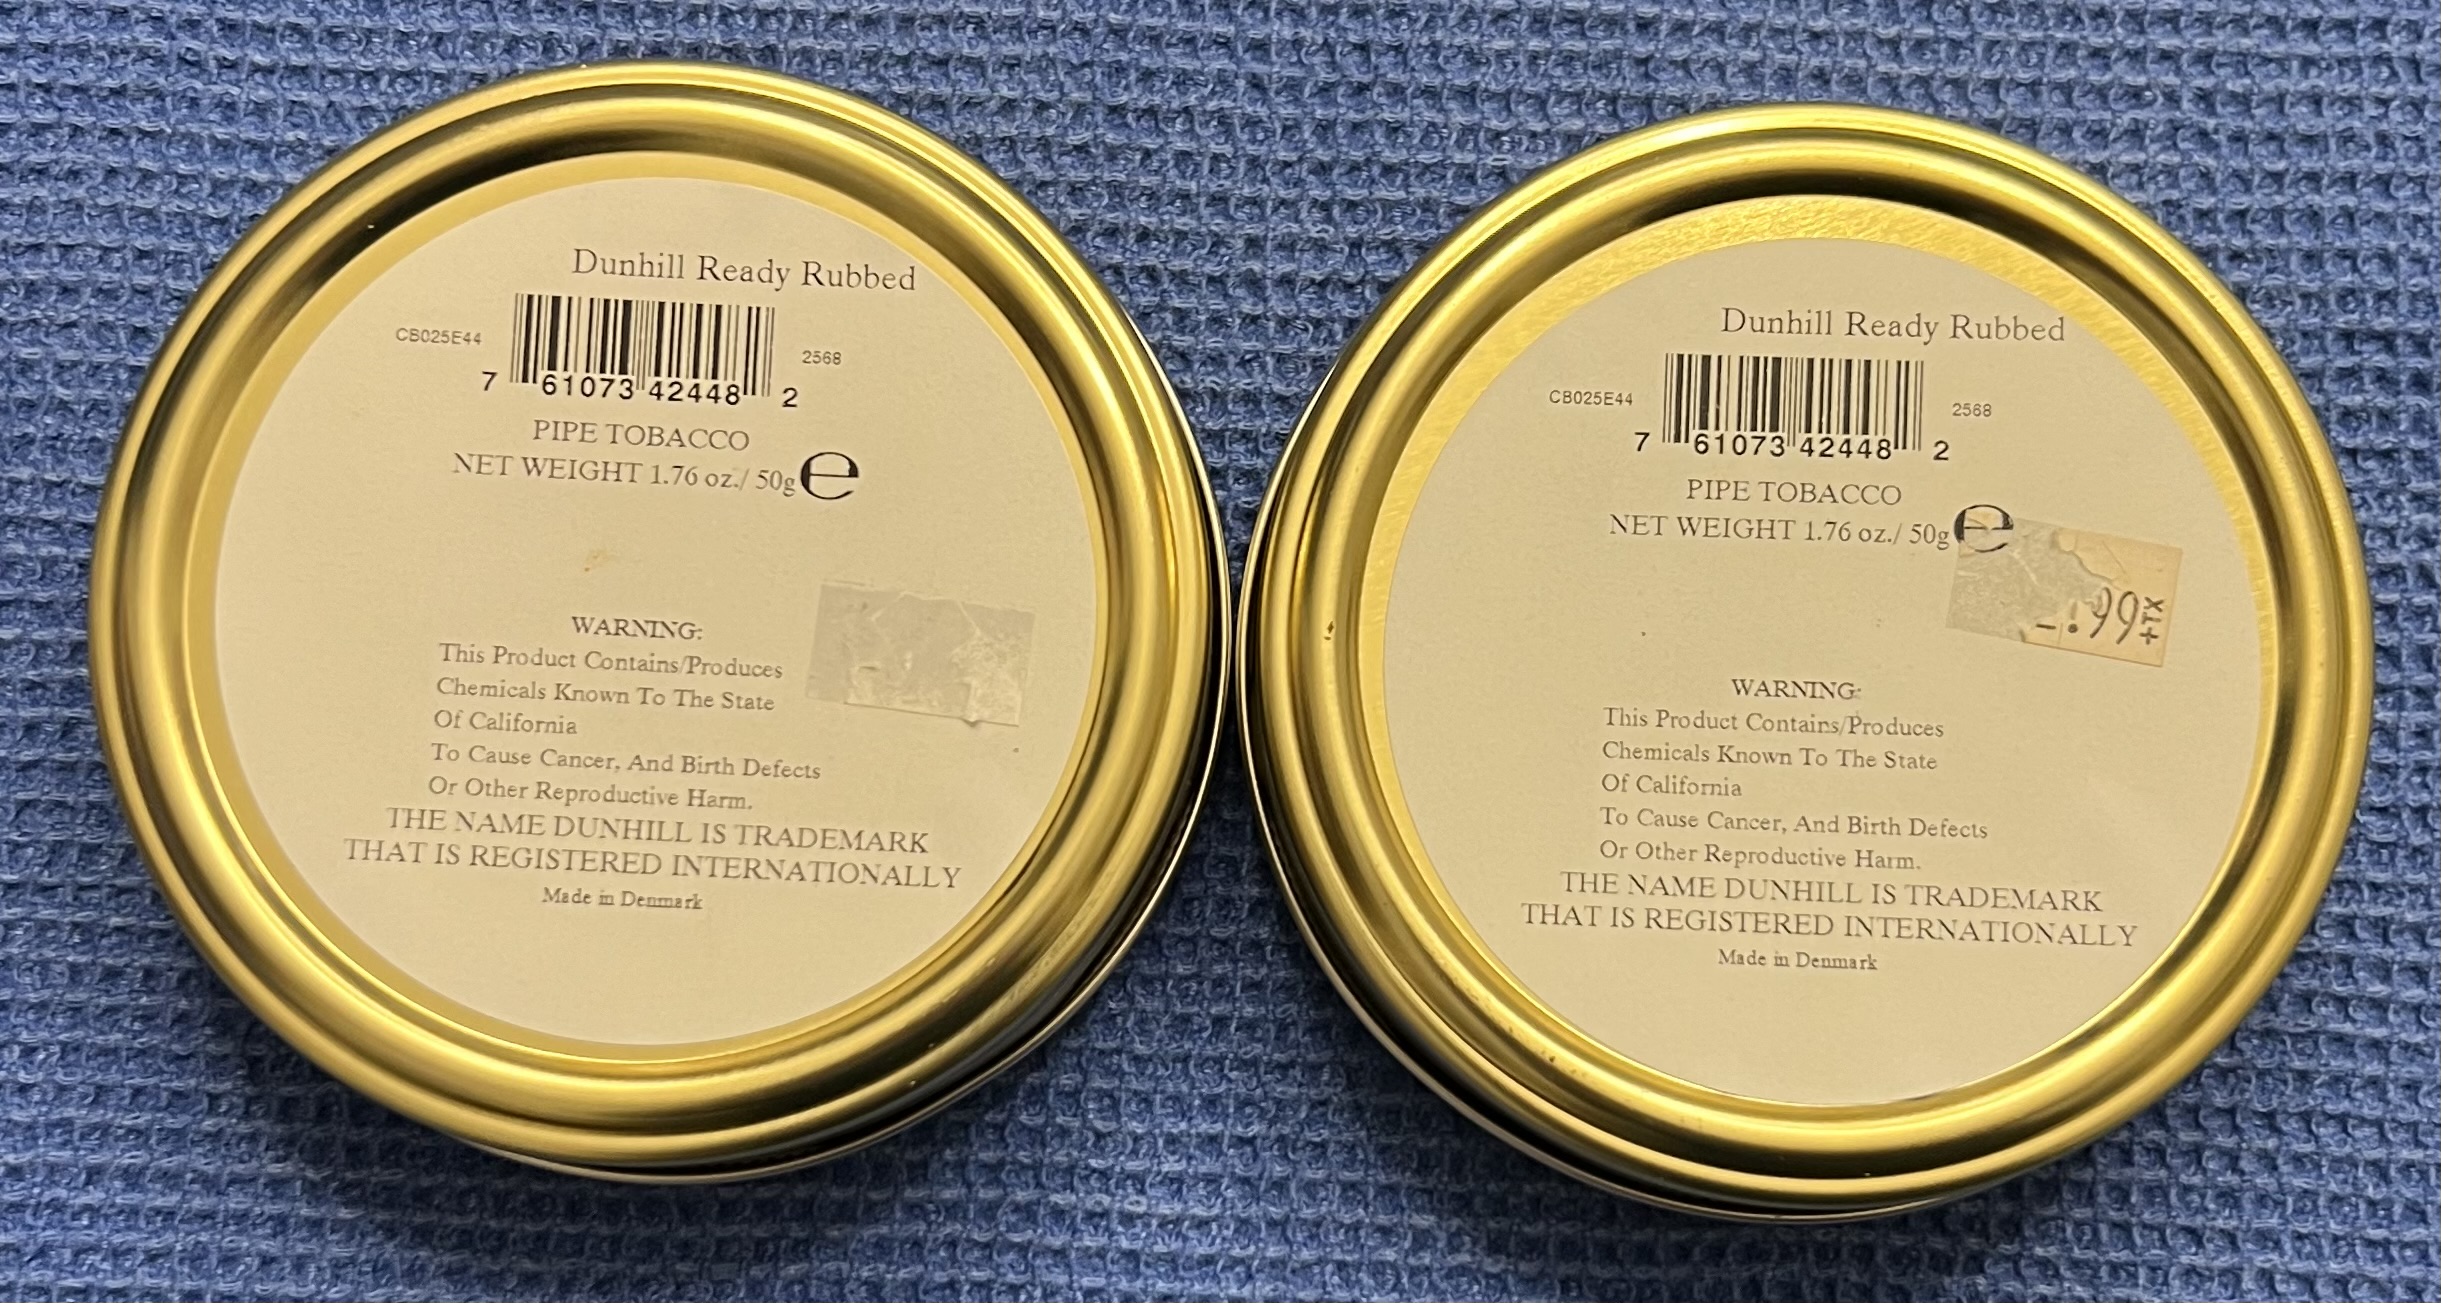 Dunhill Ready Rubbed
CB025E44
2568
7 61073 42448 2
PIPE TOBACCO
NET WEIGHT 1.76 oz./ 50g e
WARNING:
This Product Contains/Produces
Chemicals Known To The State
Of California
To Cause Cancer, And Birth Defects
Or Other Reproductive Harm.
THE NAME DUNHILL IS TRADEMARK
THAT IS REGISTERED INTERNATIONALLY
Made in Denmark
Dunhill Ready Rubbed
CB025E44
2568
7 61073 42448 2
PIPE TOBACCO
NET WEIGHT 1.76 oz./ 50g e
.99 +TX
WARNING:
This Product Contains/Produces
Chemicals Known To The State
Of California
To Cause Cancer, And Birth Defects
Or Other Reproductive Harm.
THE NAME DUNHILL IS TRADEMARK
THAT IS REGISTERED INTERNATIONALLY
Made in Denmark